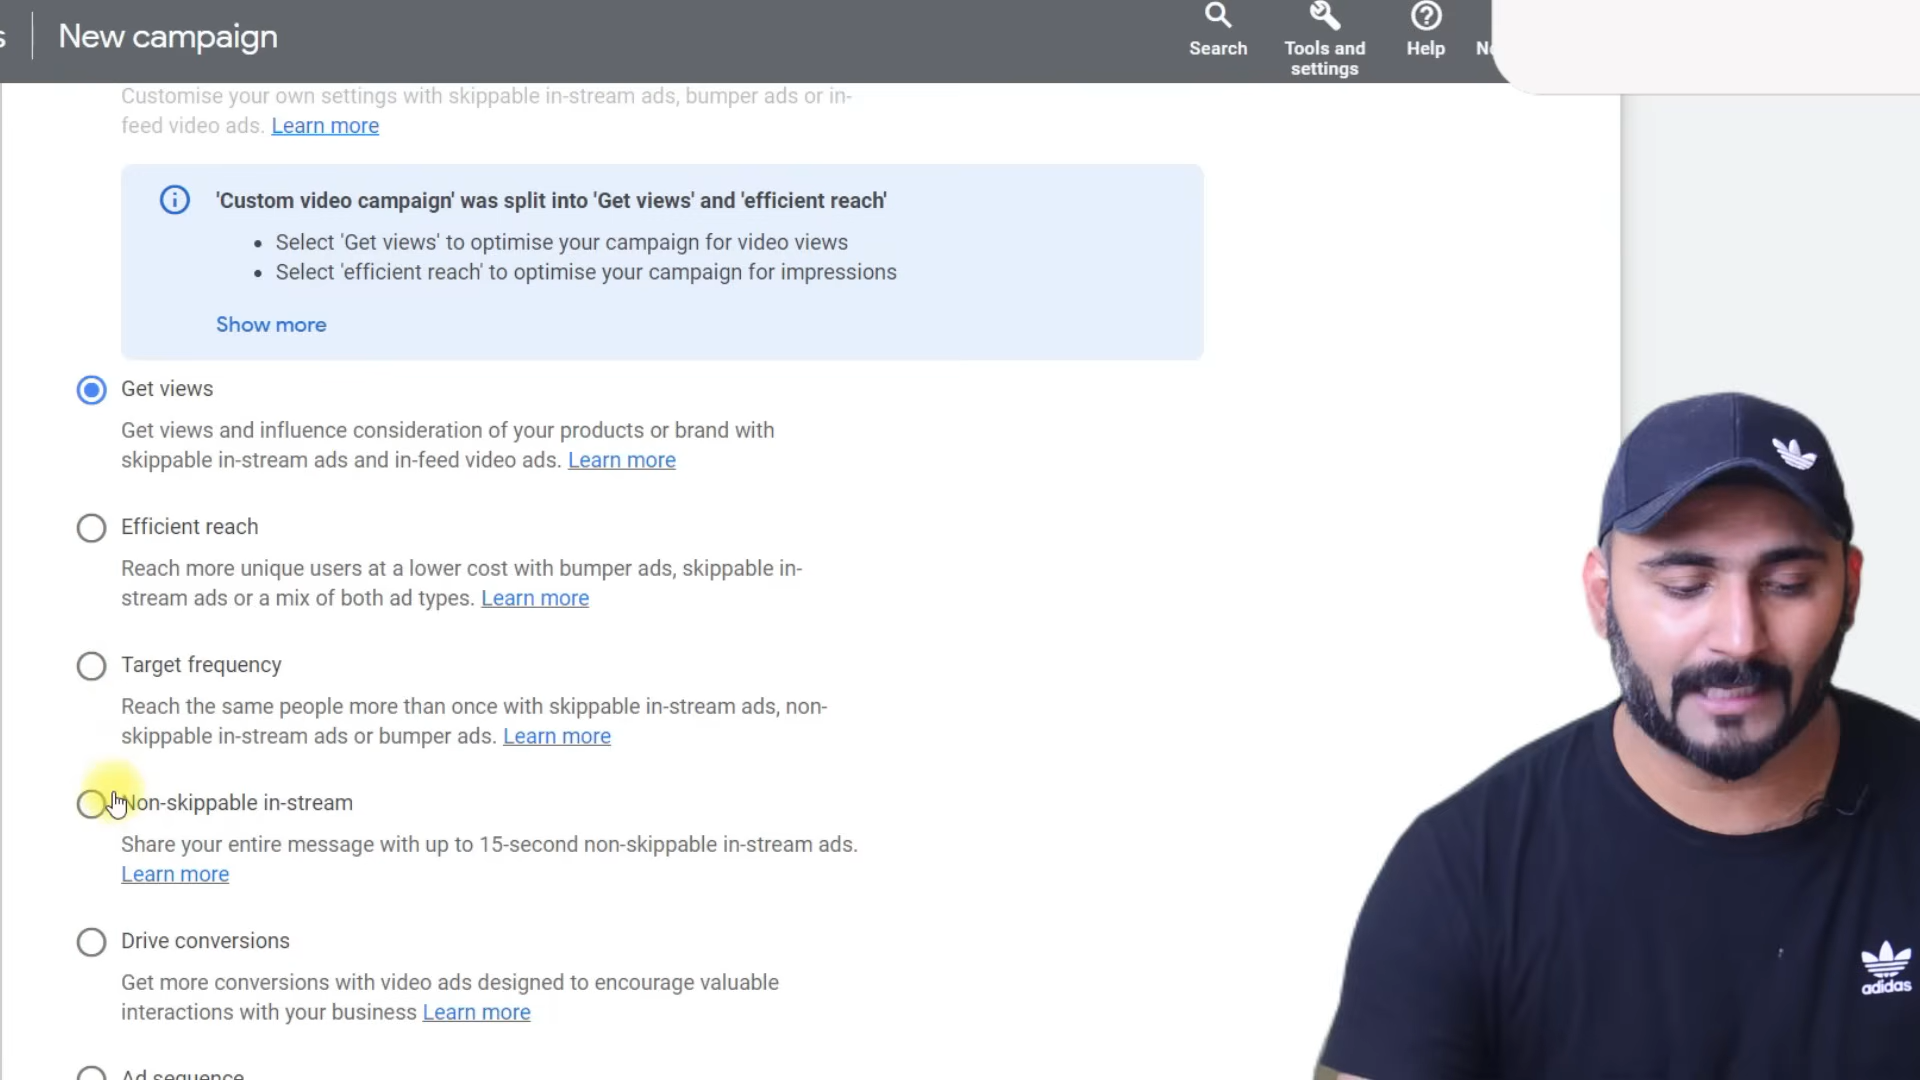 s
New campaign
Search
Tools and
settings
Help
Customise your own settings with skippable in-stream ads, bumper ads or in-
feed video ads. Learn more
'Custom video campaign' was split into 'Get views' and 'efficient reach'
• Select 'Get views' to optimise your campaign for video views
• Select 'efficient reach' to optimise your campaign for impressions
Show more
Get views
Get views and influence consideration of your products or brand with
skippable in-stream ads and in-feed video ads. Learn more
Efficient reach
Reach more unique users at a lower cost with bumper ads, skippable in-
stream ads or a mix of both ad types. Learn more
Target frequency
Reach the same people more than once with skippable in-stream ads, non-
skippable in-stream ads or bumper ads. Learn more
Non-skippable in-stream
Share your entire message with up to 15-second non-skippable in-stream ads.
Learn more
Drive conversions
Get more conversions with video ads designed to encourage valuable
interactions with your business Learn more
Ad sequence
adidas